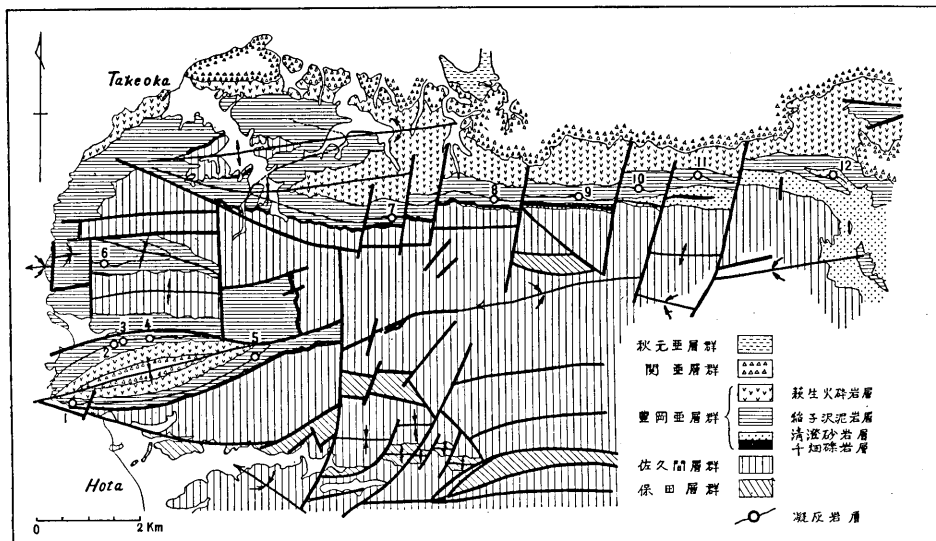 Takeoka
11
12
10
9
8
7
6
3 4
2
5
秋元亜層群
関亜層群
萩生火砕岩層
豊岡亜層群
稲子沢泥岩層
清澄砂岩層
千畑礫岩層
佐久間層群
保田層群
凝灰岩層
Hota
0 2 Km